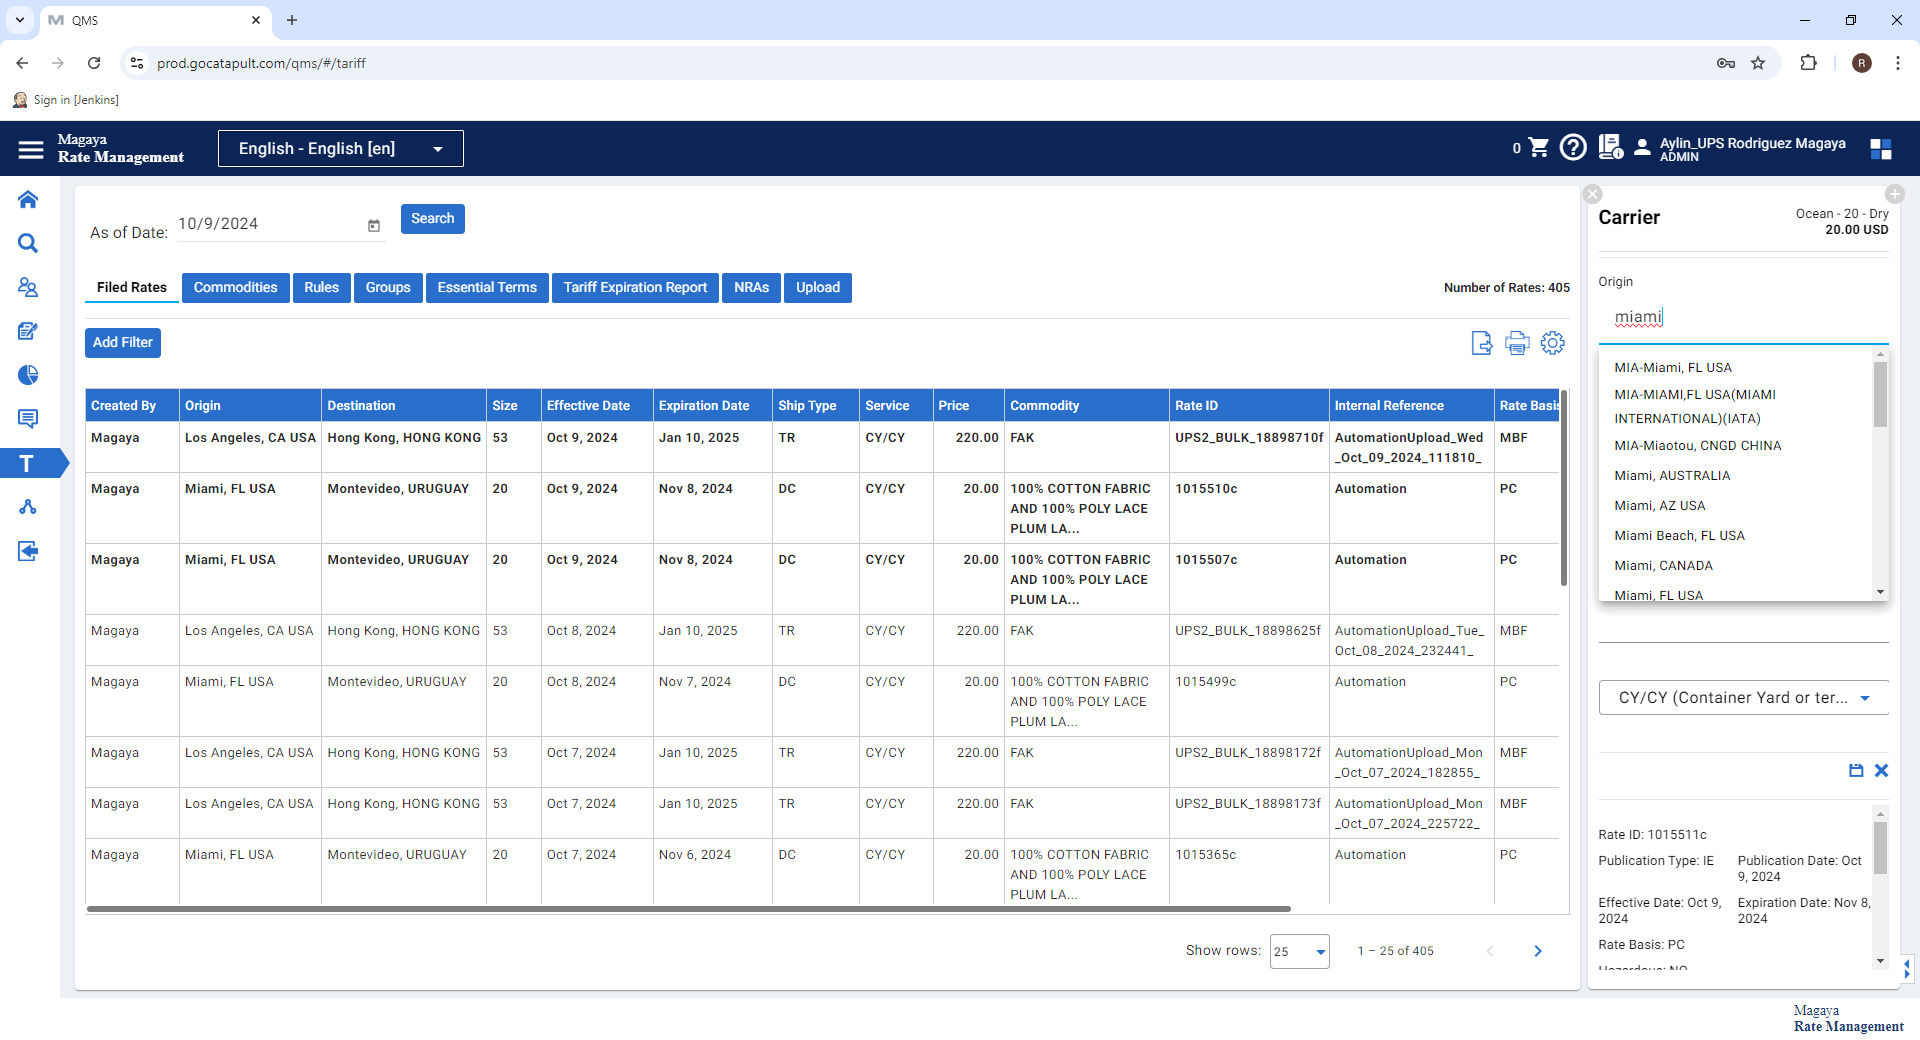 QMS
prod.gocatapult.com/qms/#/tariff
R
Sign in [Jenkins]
Magaya
Rate Management
English - English [en]
0
Aylin_UPS Rodriguez Magaya
ADMIN
As of Date:
10/9/2024
Search
Filed Rates
Commodities
Rules
Groups
Essential Terms
Tariff Expiration Report
NRAs
Upload
Number of Rates: 405
Add Filter
T
Created By Origin Destination Size Effective Date Expiration Date Ship Type Service Price Commodity Rate ID Internal Reference Rate Basis
Magaya Los Angeles, CA USA Hong Kong, HONG KONG 53 Oct 9, 2024 Jan 10, 2025 TR CY/CY 220.00 FAK UPS2_BULK_18898710f AutomationUpload_Wed MBF
_Oct_09_2024_111810_
Magaya Miami, FL USA Montevideo, URUGUAY 20 Oct 9, 2024 Nov 8, 2024 DC CY/CY 20.00 100% COTTON FABRIC 1015510c Automation PC
AND 100% POLY LACE
PLUM LA...
Magaya Miami, FL USA Montevideo, URUGUAY 20 Oct 9, 2024 Nov 8, 2024 DC CY/CY 20.00 100% COTTON FABRIC 1015507c Automation PC
AND 100% POLY LACE
PLUM LA...
Magaya Los Angeles, CA USA Hong Kong, HONG KONG 53 Oct 8, 2024 Jan 10, 2025 TR CY/CY 220.00 FAK UPS2_BULK_18898625f AutomationUpload_Tue_ MBF
Oct_08_2024_232441_
Magaya Miami, FL USA Montevideo, URUGUAY 20 Oct 8, 2024 Nov 7, 2024 DC CY/CY 20.00 100% COTTON FABRIC 1015499c Automation PC
AND 100% POLY LACE
PLUM LA...
Magaya Los Angeles, CA USA Hong Kong, HONG KONG 53 Oct 7, 2024 Jan 10, 2025 TR CY/CY 220.00 FAK UPS2_BULK_18898172f AutomationUpload_Mon MBF
_Oct_07_2024_182855_
Magaya Los Angeles, CA USA Hong Kong, HONG KONG 53 Oct 7, 2024 Jan 10, 2025 TR CY/CY 220.00 FAK UPS2_BULK_18898173f AutomationUpload_Mon MBF
_Oct_07_2024_225722_
Magaya Miami, FL USA Montevideo, URUGUAY 20 Oct 7, 2024 Nov 6, 2024 DC CY/CY 20.00 100% COTTON FABRIC 1015365c Automation PC
AND 100% POLY LACE
PLUM LA...
Show rows:
25
1 – 25 of 405
Carrier
Ocean - 20 - Dry
20.00 USD
Origin
miami
MIA-Miami, FL USA
MIA-MIAMI,FL USA(MIAMI
INTERNATIONAL)(IATA)
MIA-Miaotou, CNGD CHINA
Miami, AUSTRALIA
Miami, AZ USA
Miami Beach, FL USA
Miami, CANADA
Miami, FL USA
CY/CY (Container Yard or ter...
Rate ID: 1015511c
Publication Type: IE
Publication Date: Oct
9, 2024
Effective Date: Oct 9,
2024
Expiration Date: Nov 8,
2024
Rate Basis: PC
Hazardous: NO
Magaya
Rate Management